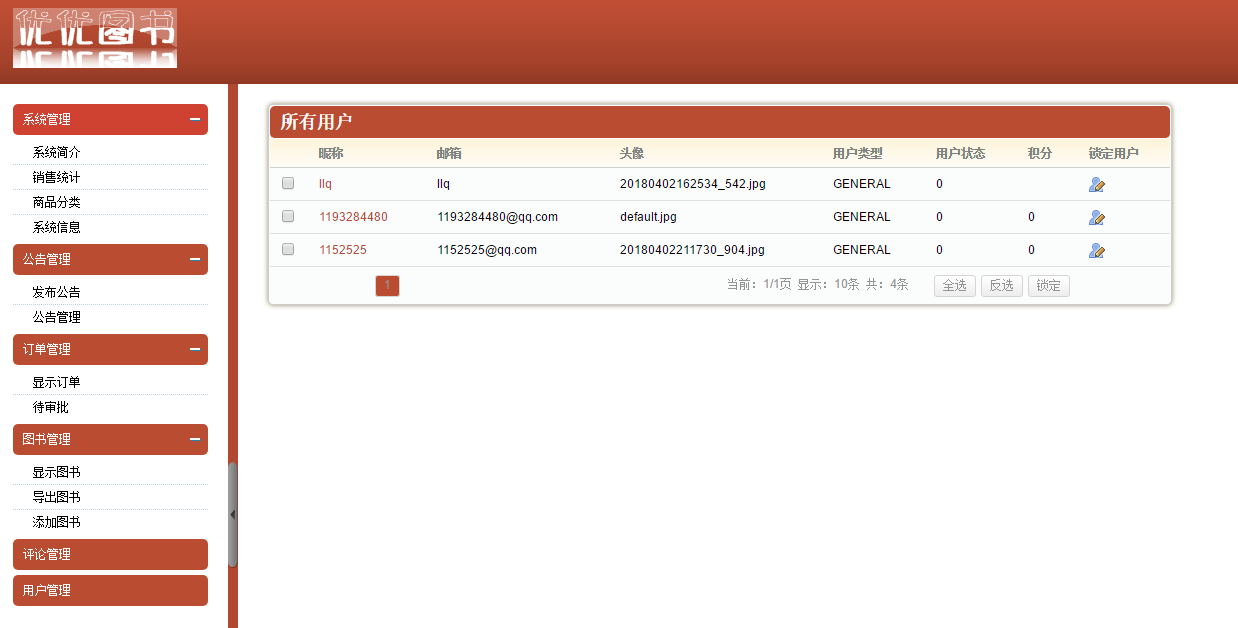 优优图书
系统管理
系统简介
销售统计
商品分类
系统信息
公告管理
发布公告
公告管理
订单管理
显示订单
待审批
图书管理
显示图书
导出图书
添加图书
评论管理
用户管理
所有用户
昵称 邮箱 头像 用户类型 用户状态 积分 锁定用户
llq llq 20180402162534_542.jpg GENERAL 0
1193284480 1193284480@qq.com default.jpg GENERAL 0 0
1152525 1152525@qq.com 20180402211730_904.jpg GENERAL 0 0
1 当前：1/1页 显示：10条 共：4条 全选 反选 锁定